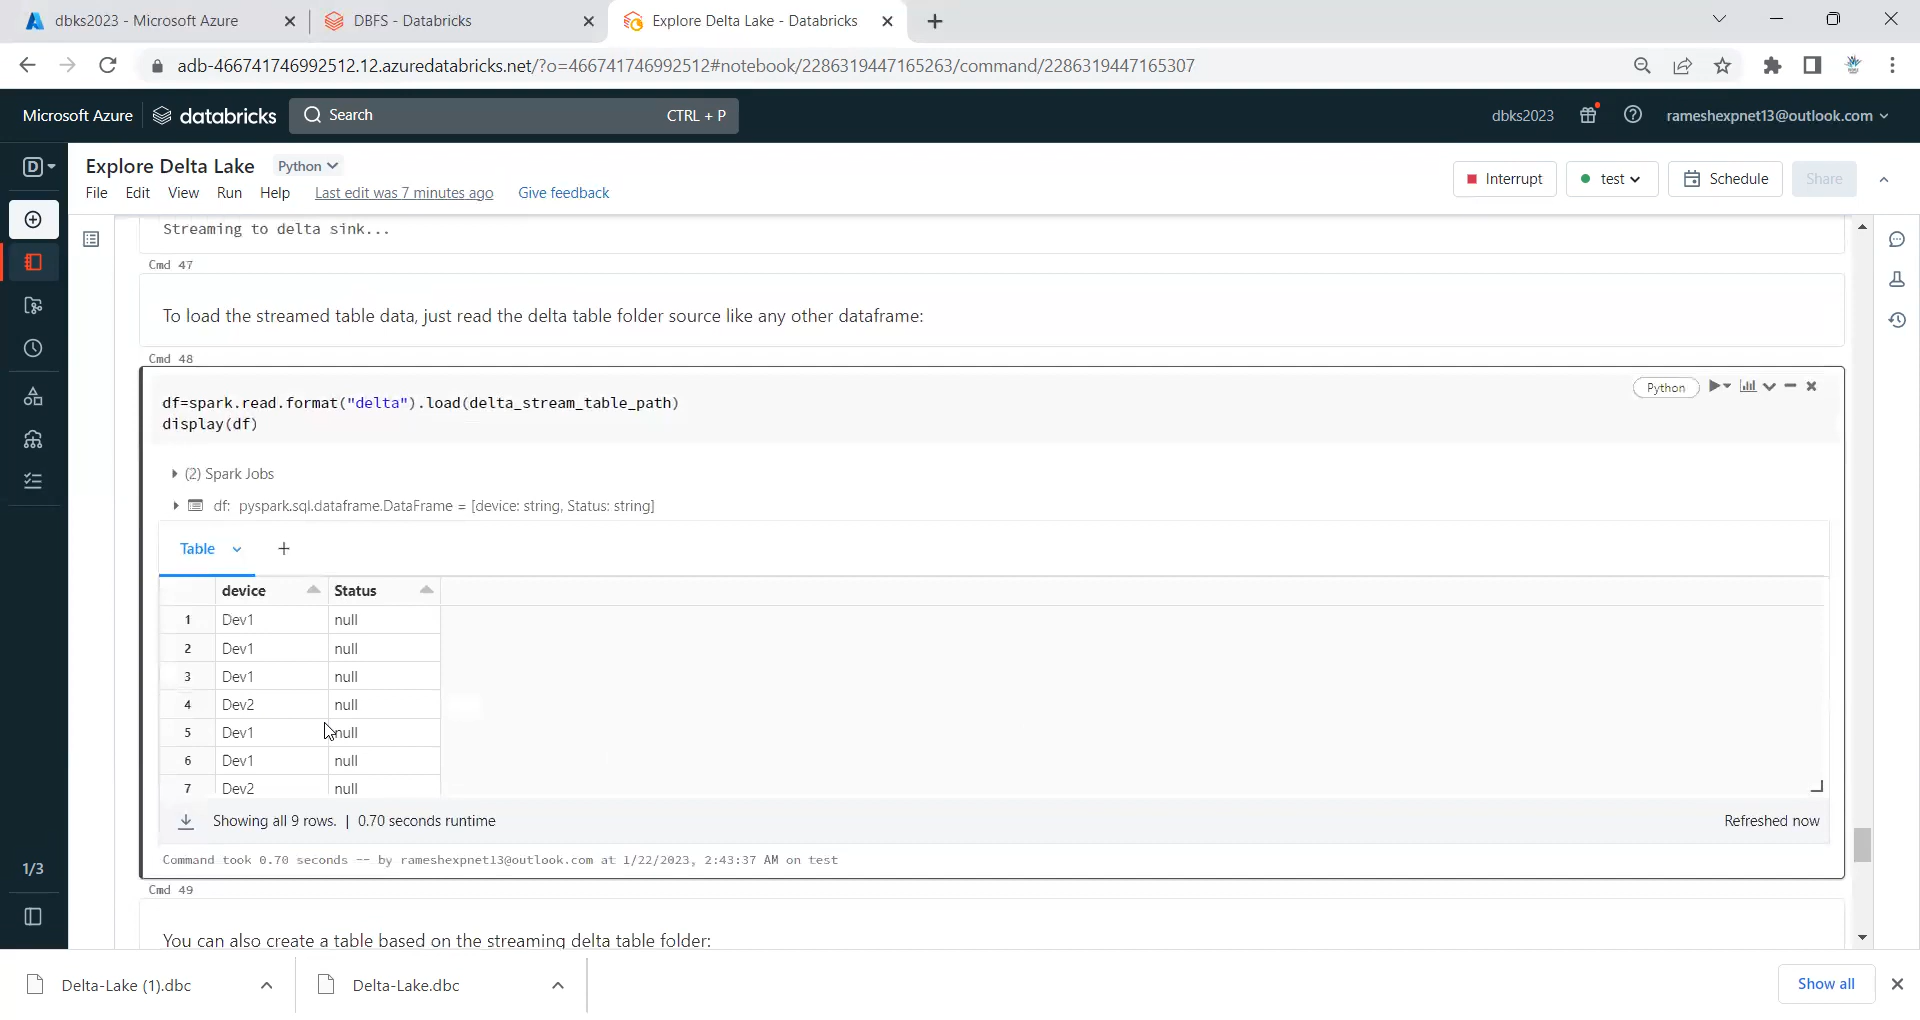 dbks2023 - Microsoft Azure
DBFS - Databricks
Explore Delta Lake - Databricks
adb-466741746992512.12.azuredatabricks.net/?o=466741746992512#notebook/2286319447165263/command/2286319447165307
Microsoft Azure
databricks
Search
CTRL + P
dbks2023
rameshexpnet13@outlook.com
D
Explore Delta Lake
Python
File
Edit
View
Run
Help
Last edit was 7 minutes ago
Give feedback
Interrupt
test
Schedule
Share
Streaming to delta sink...
Cmd 47
To load the streamed table data, just read the delta table folder source like any other dataframe:
Cmd 48
Python
df=spark.read.format("delta").load(delta_stream_table_path)
display(df)
(2) Spark Jobs
df: pyspark.sql.dataframe.DataFrame = [device: string, Status: string]
Table
device Status
1 Dev1 null
2 Dev1 null
3 Dev1 null
4 Dev2 null
5 Dev1 null
6 Dev1 null
7 Dev2 null
Showing all 9 rows. | 0.70 seconds runtime
Refreshed now
Command took 0.70 seconds -- by rameshexpnet13@outlook.com at 1/22/2023, 2:43:37 AM on test
Cmd 49
You can also create a table based on the streaming delta table folder:
1/3
Delta-Lake (1).dbc
Delta-Lake.dbc
Show all